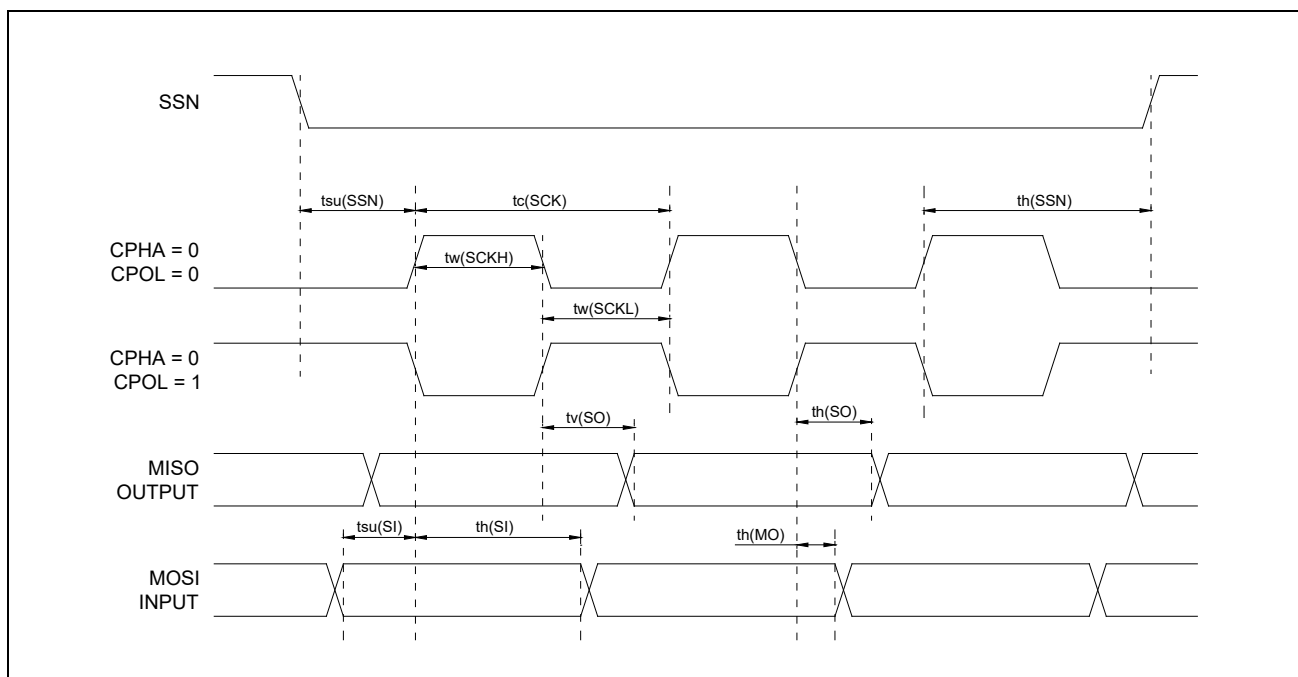 SSN
tsu(SSN)
tc(SCK)
th(SSN)
CPHA = 0
CPOL = 0
tw(SCKH)
tw(SCKL)
CPHA = 0
CPOL = 1
tv(SO)
th(SO)
MISO
OUTPUT
tsu(SI)
th(SI)
th(MO)
MOSI
INPUT